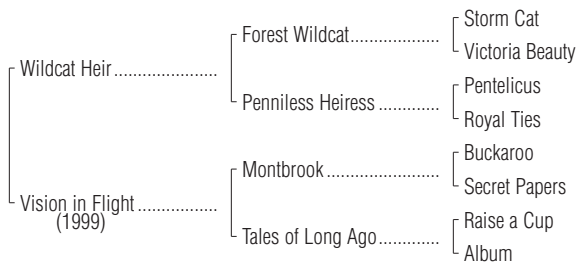 Storm Cat
Forest Wildcat....................
Victoria Beauty
Wildcat Heir.......................
Pentelicus
Penniless Heiress .............
Royal Ties
Buckaroo
Montbrook .........................
Secret Papers
Vision in Flight ..................
(1999)
Raise a Cup
Tales of Long Ago.............
Album